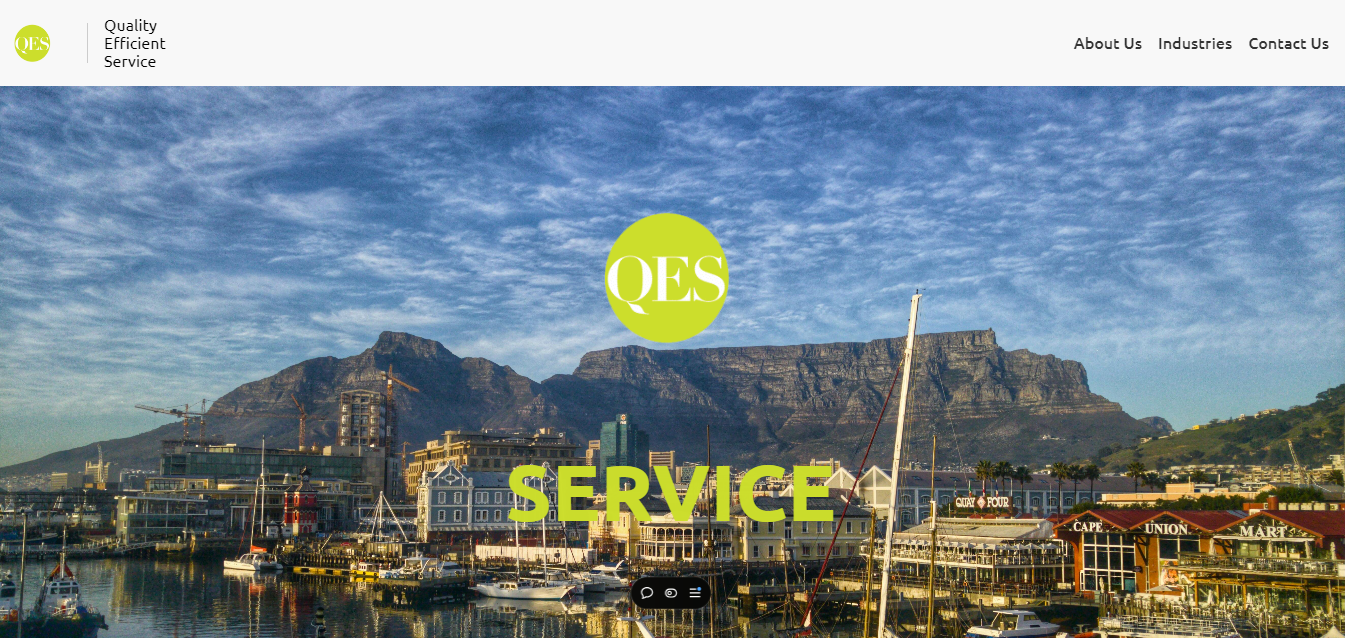 QES
Quality
Efficient
Service
About Us Industries Contact Us
QES
SERVICE
QUAY FOUR
CAPE UNION MART